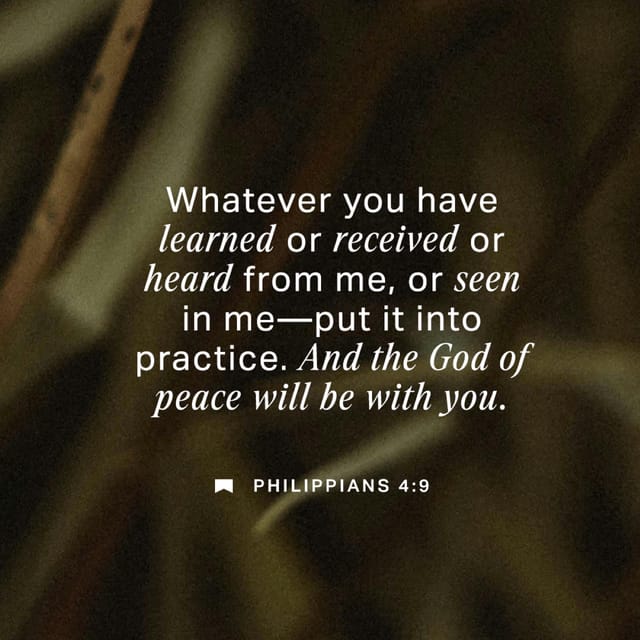 Whatever you have
learned or received or
heard from me, or seen
in me—put it into
practice. And the God of
peace will be with you.
PHILIPPIANS 4:9